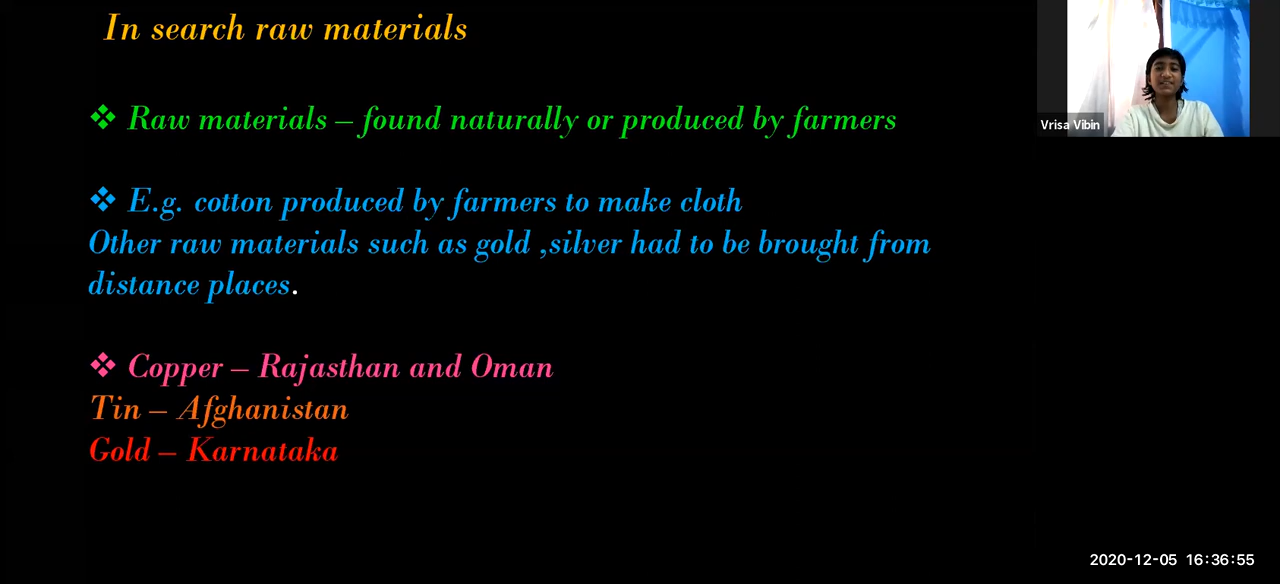 In search raw materials
❖ Raw materials – found naturally or produced by farmers
❖ E.g. cotton produced by farmers to make cloth
Other raw materials such as gold ,silver had to be brought from
distance places.
❖ Copper – Rajasthan and Oman
Tin – Afghanistan
Gold – Karnataka
Vrisa Vibin
2020-12-05 16:36:55